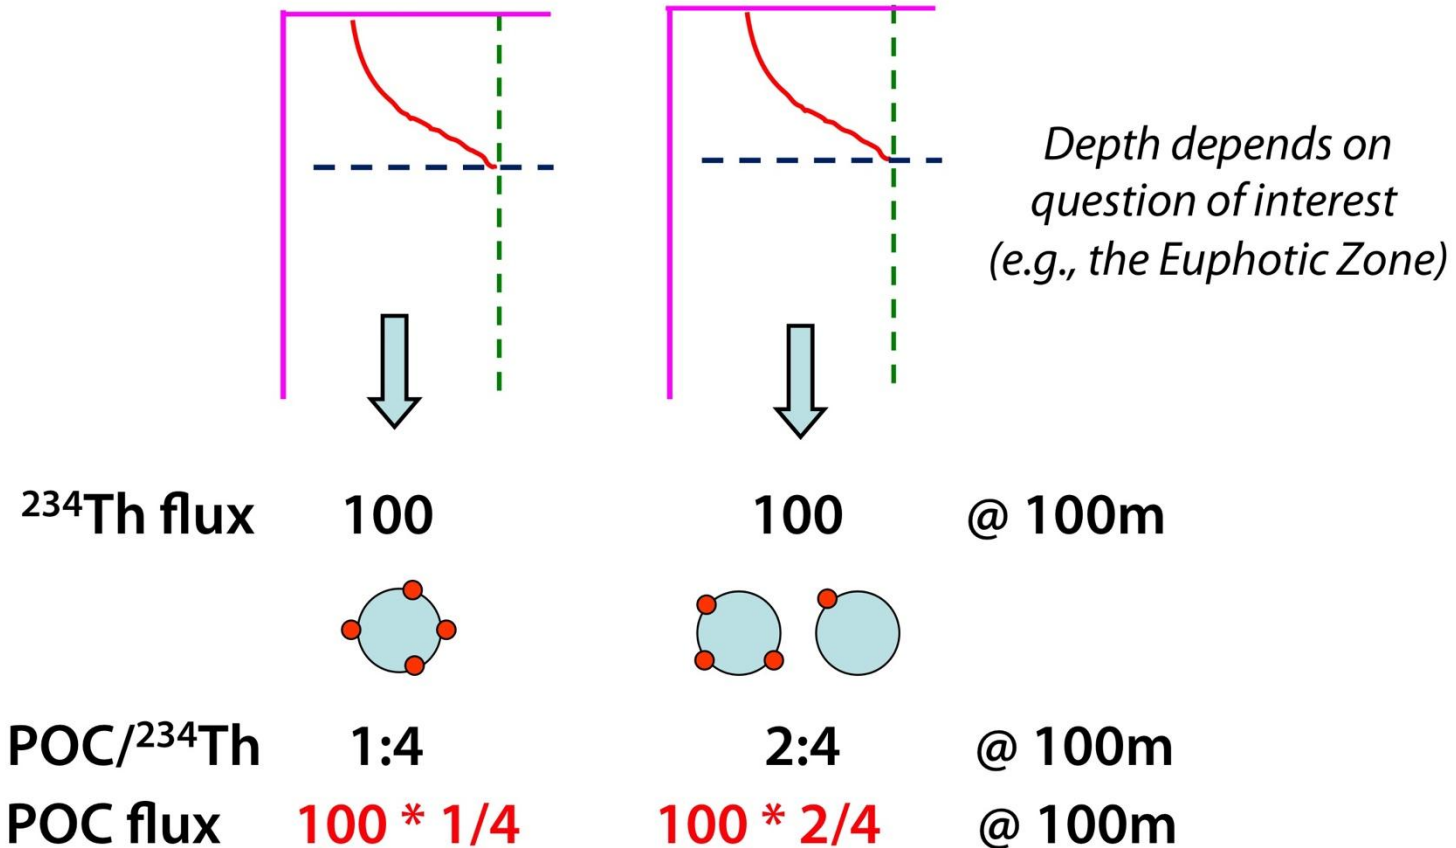 Depth depends on
question of interest
(e.g., the Euphotic Zone)
²³⁴Th flux 100 100 @ 100m
POC/²³⁴Th 1:4 2:4 @ 100m
POC flux 100 * 1/4 100 * 2/4 @ 100m